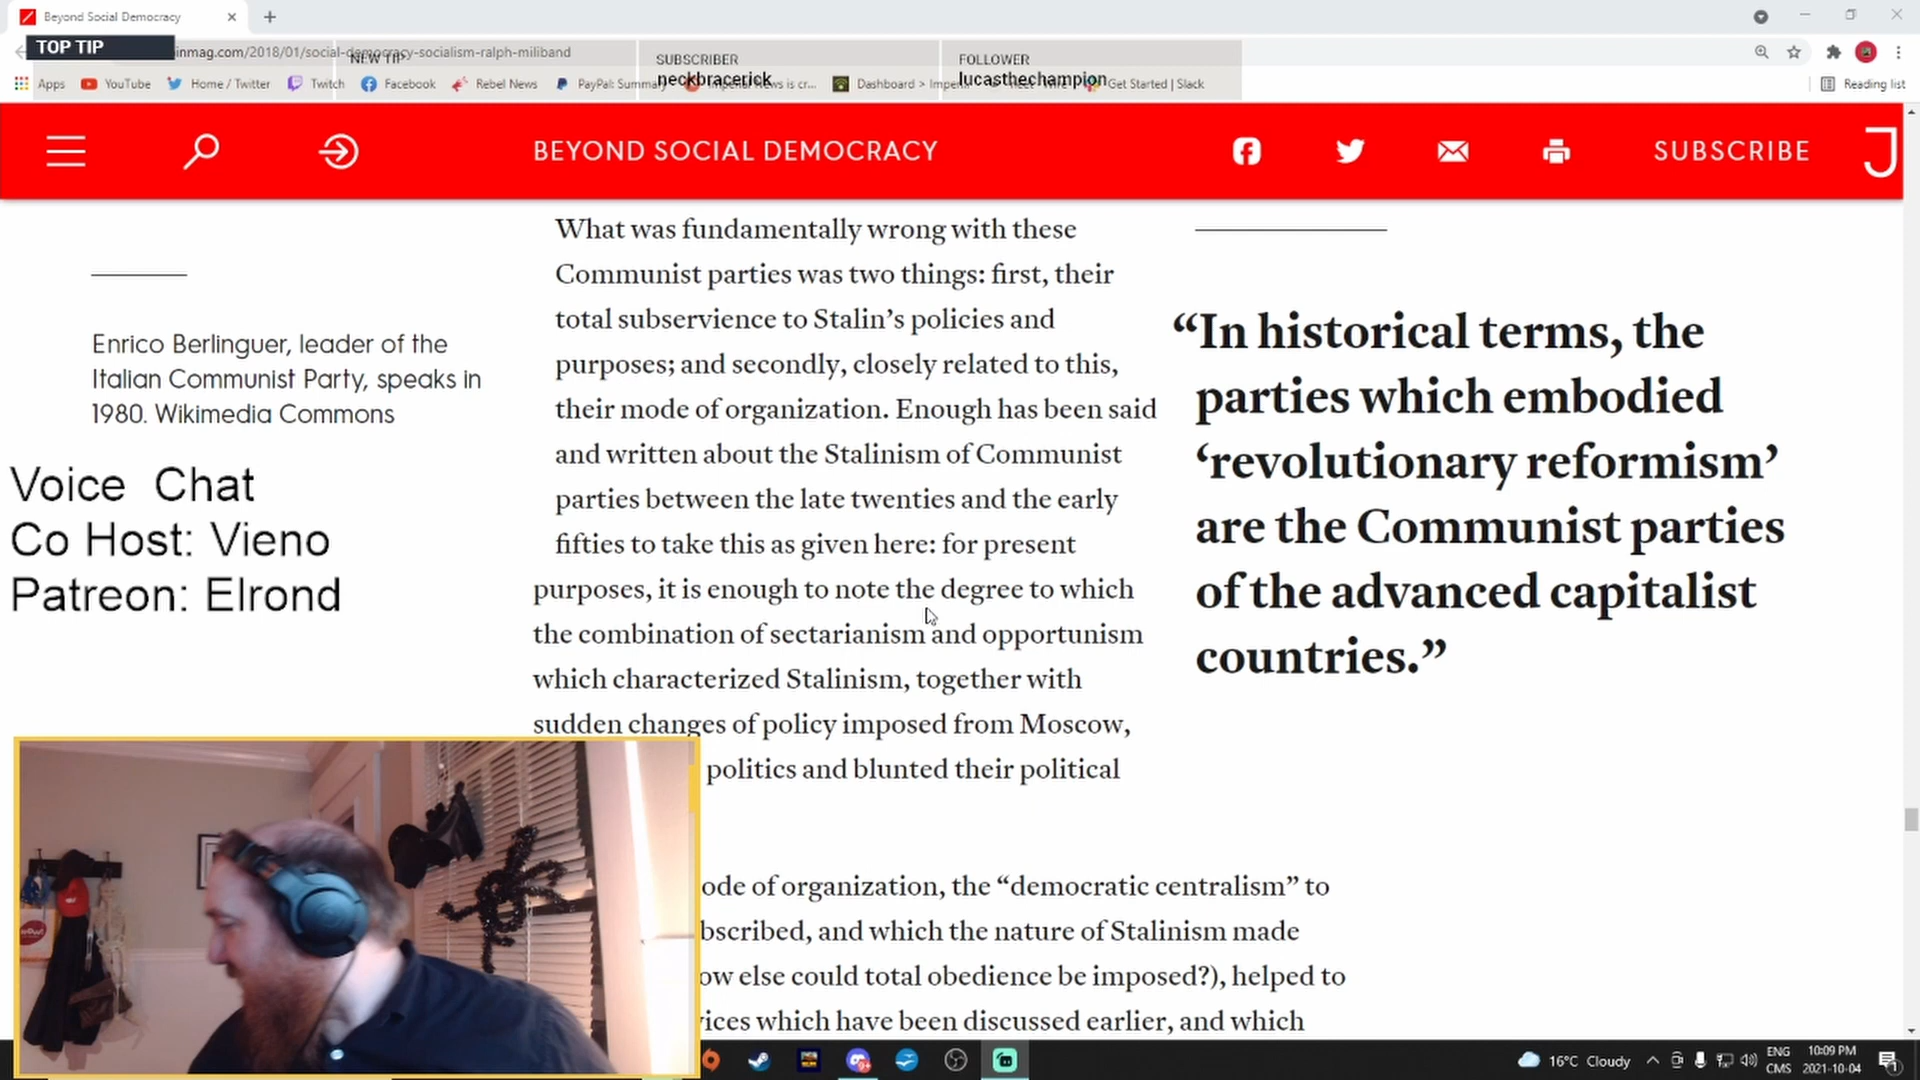 Beyond Social Democracy
TOP TIP
inmag.com/2018/01/social-democracy-socialism-ralph-miliband
NEW TIP
SUBSCRIBER
neckbracerick
FOLLOWER
lucasthechampion
Apps
YouTube
Home / Twitter
Twitch
Facebook
Rebel News
PayPal: Summary
Imperial News is cr...
Dashboard > Imperi...
Get Started | Slack
Reading list
BEYOND SOCIAL DEMOCRACY
SUBSCRIBE
J
What was fundamentally wrong with these
Communist parties was two things: first, their
total subservience to Stalin’s policies and
purposes; and secondly, closely related to this,
their mode of organization. Enough has been said
and written about the Stalinism of Communist
parties between the late twenties and the early
fifties to take this as given here: for present
purposes, it is enough to note the degree to which
the combination of sectarianism and opportunism
which characterized Stalinism, together with
sudden changes of policy imposed from Moscow,
politics and blunted their political
ode of organization, the “democratic centralism” to
bscribed, and which the nature of Stalinism made
ow else could total obedience be imposed?), helped to
vices which have been discussed earlier, and which
Enrico Berlinguer, leader of the
Italian Communist Party, speaks in
1980. Wikimedia Commons
Voice Chat
Co Host: Vieno
Patreon: Elrond
“In historical terms, the
parties which embodied
‘revolutionary reformism’
are the Communist parties
of the advanced capitalist
countries.”
16°C Cloudy
ENG
CMS
10:09 PM
2021-10-04